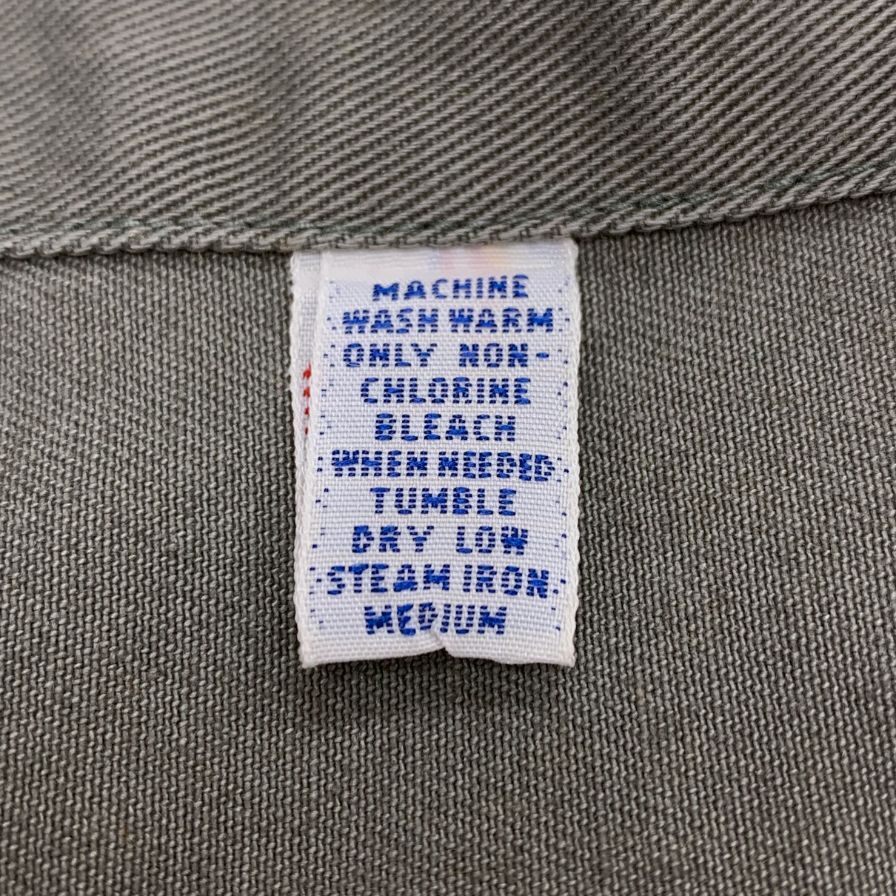 MACHINE
WASH WARM
ONLY NON-
CHLORINE
BLEACH
WHEN NEEDED
TUMBLE
DRY LOW
STEAM IRON
MEDIUM